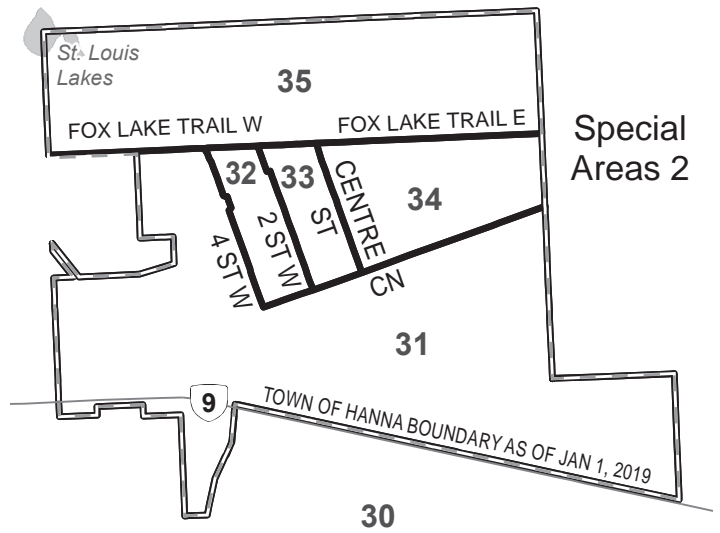 St. Louis
Lakes
35
FOX LAKE TRAIL W
FOX LAKE TRAIL E
Special
Areas 2
32
33
34
CENTRE
ST
2 ST W
4 ST W
CN
31
9
TOWN OF HANNA BOUNDARY AS OF JAN 1, 2019
30